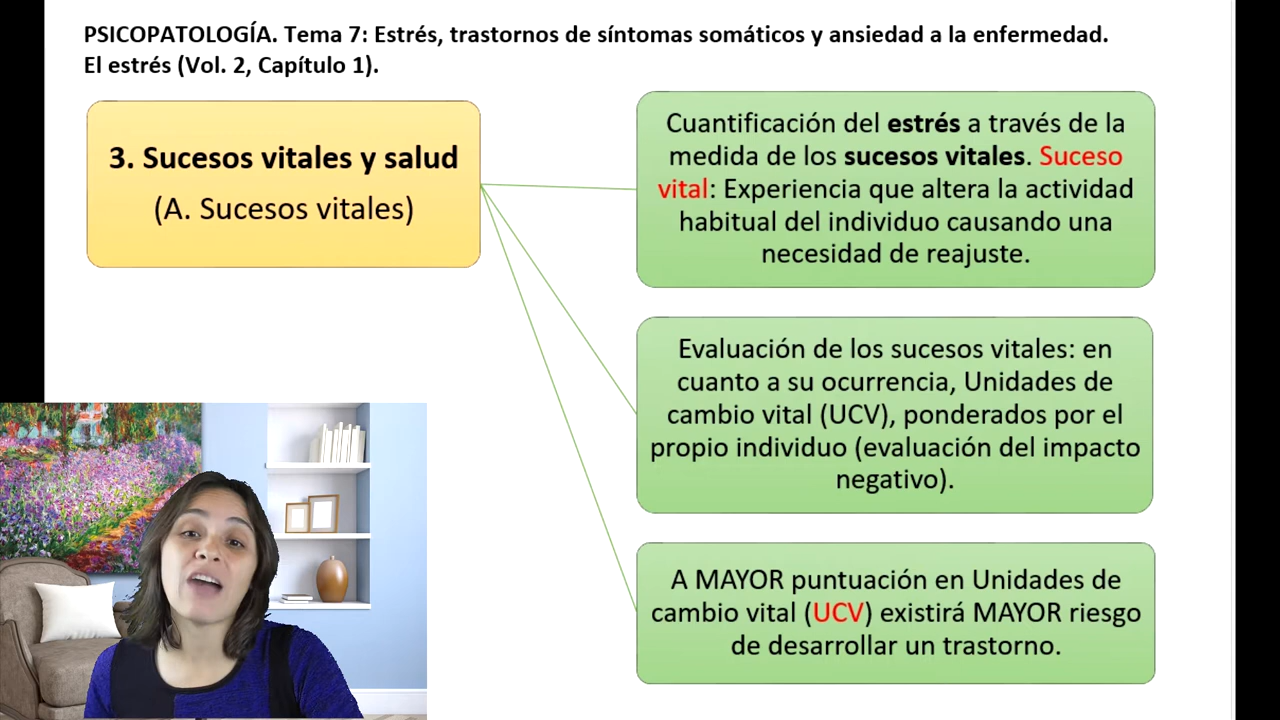 PSICOPATOLOGÍA. Tema 7: Estrés, trastornos de síntomas somáticos y ansiedad a la enfermedad.
El estrés (Vol. 2, Capítulo 1).
3. Sucesos vitales y salud
(A. Sucesos vitales)
Cuantificación del estrés a través de la
medida de los sucesos vitales. Suceso
vital: Experiencia que altera la actividad
habitual del individuo causando una
necesidad de reajuste.
Evaluación de los sucesos vitales: en
cuanto a su ocurrencia, Unidades de
cambio vital (UCV), ponderados por el
propio individuo (evaluación del impacto
negativo).
A MAYOR puntuación en Unidades de
cambio vital (UCV) existirá MAYOR riesgo
de desarrollar un trastorno.